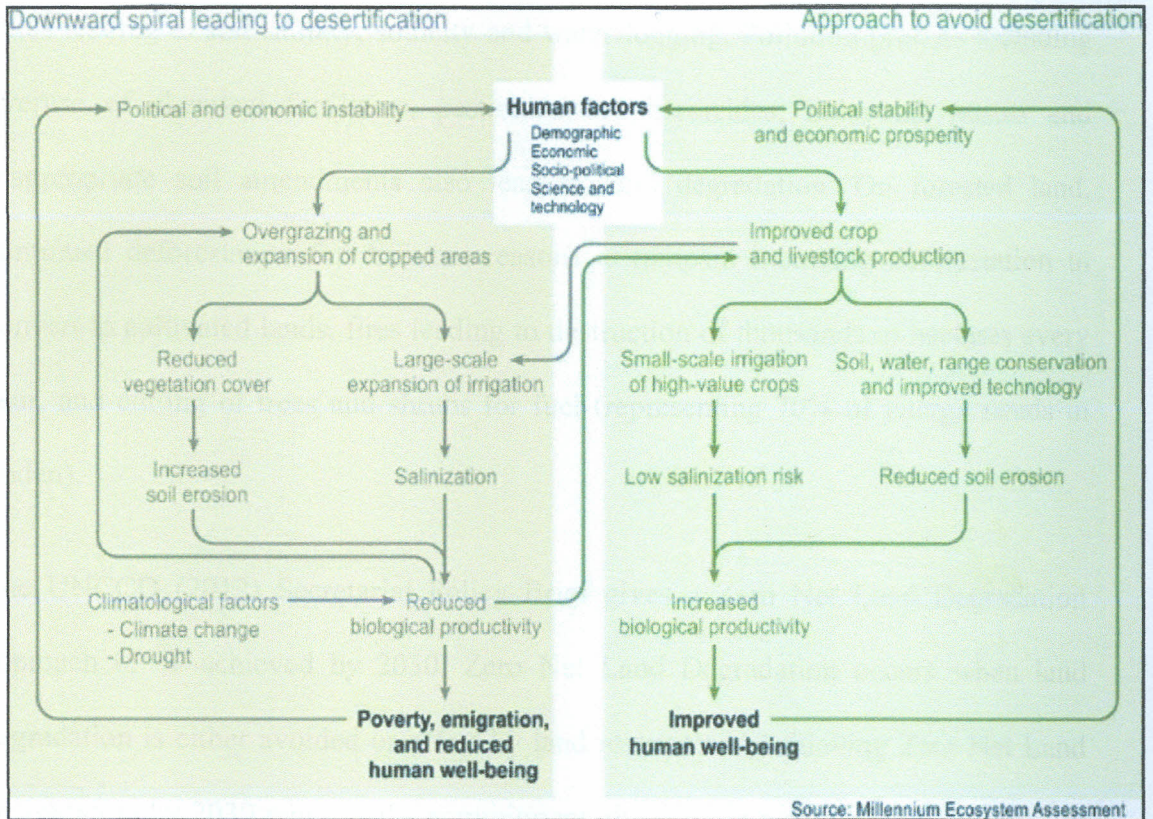 Downward spiral leading to desertification
Approach to avoid desertification
Political and economic instability
Human factors
Demographic
Economic
Socio-political
Science and
technology
Political stability
and economic prosperity
Overgrazing and
expansion of cropped areas
Improved crop
and livestock production
Reduced
vegetation cover
Large-scale
expansion of irrigation
Small-scale irrigation
of high-value crops
Soil, water, range conservation
and improved technology
Increased
soil erosion
Salinization
Low salinization risk
Reduced soil erosion
Climatological factors
- Climate change
- Drought
Reduced
biological productivity
Increased
biological productivity
Poverty, emigration,
and reduced
human well-being
Improved
human well-being
Source: Millennium Ecosystem Assessment